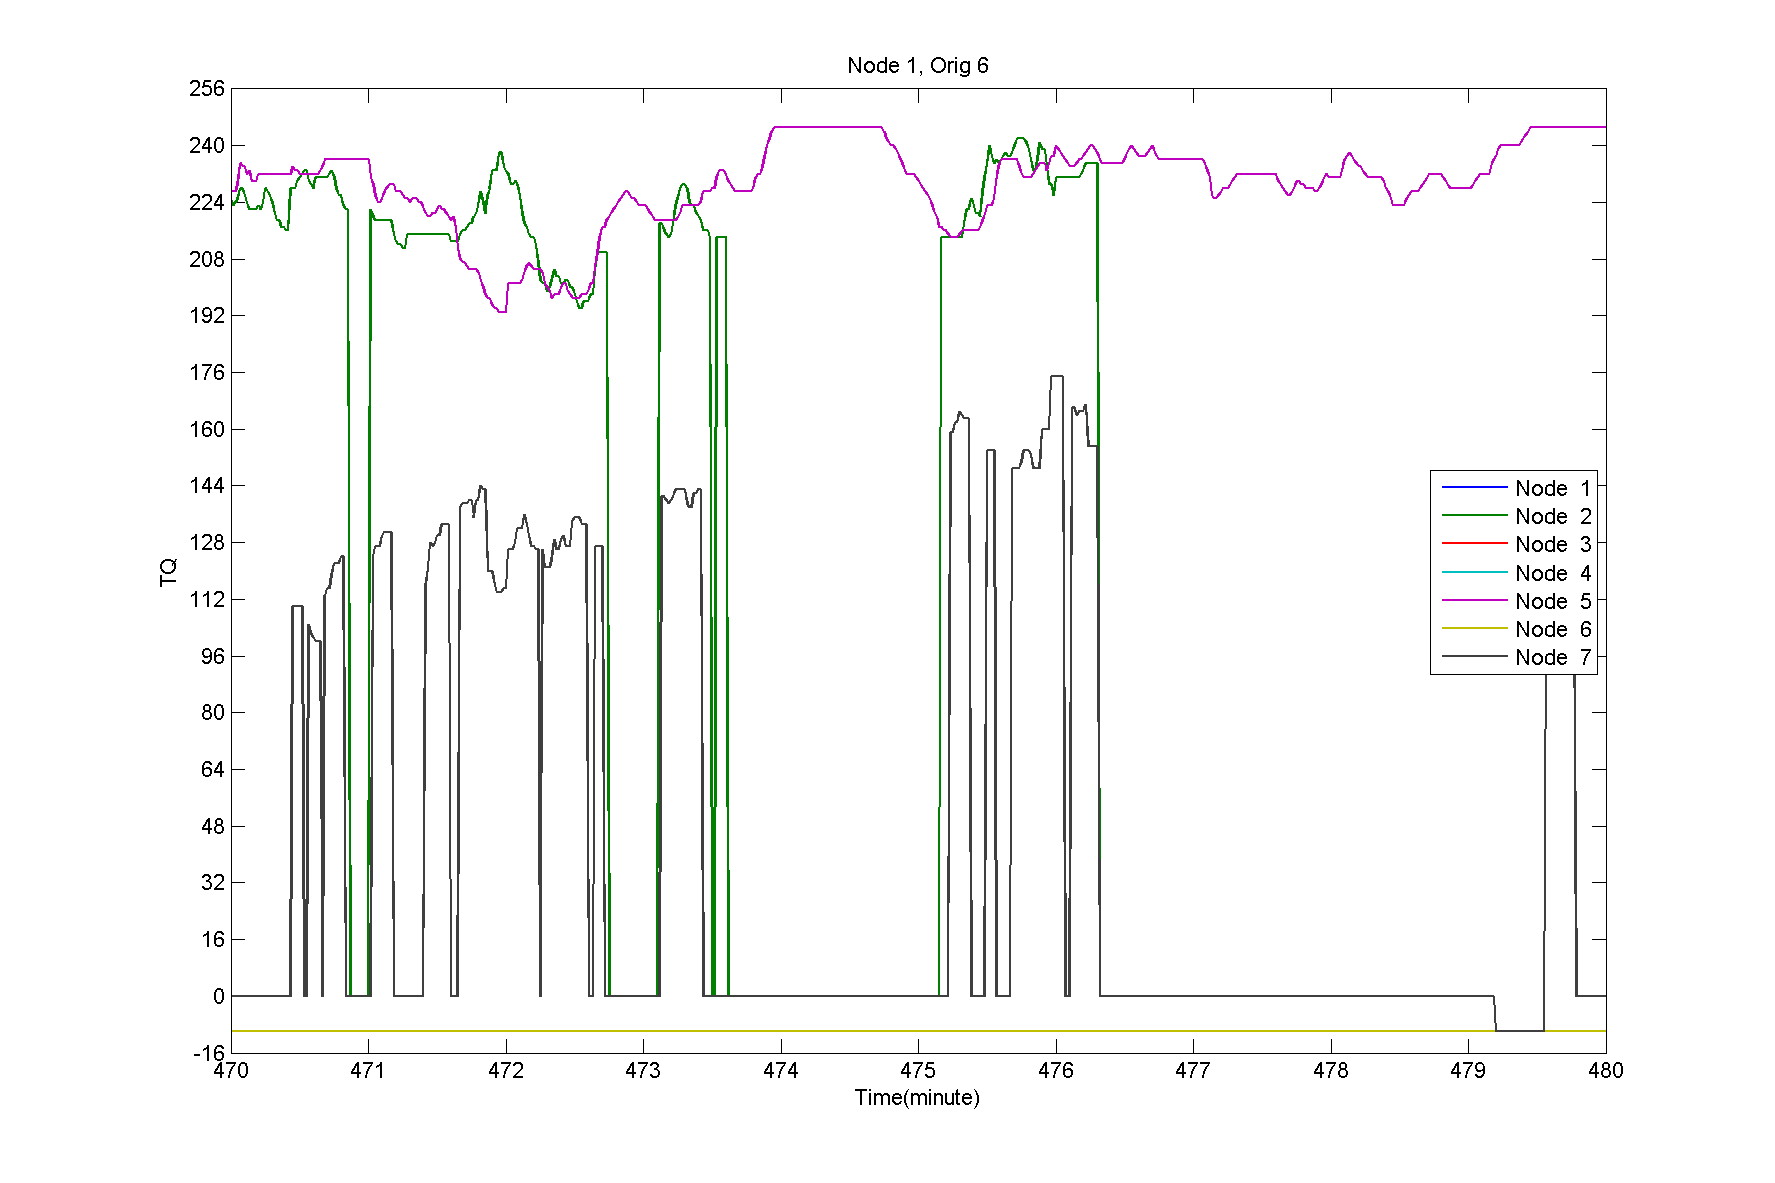 Node 1, Orig 6
256
240
224
208
192
176
160
144
128
112
96
80
64
48
32
16
0
-16
TQ
Node 1
Node 2
Node 3
Node 4
Node 5
Node 6
Node 7
470 471 472 473 474 475 476 477 478 479 480
Time(minute)